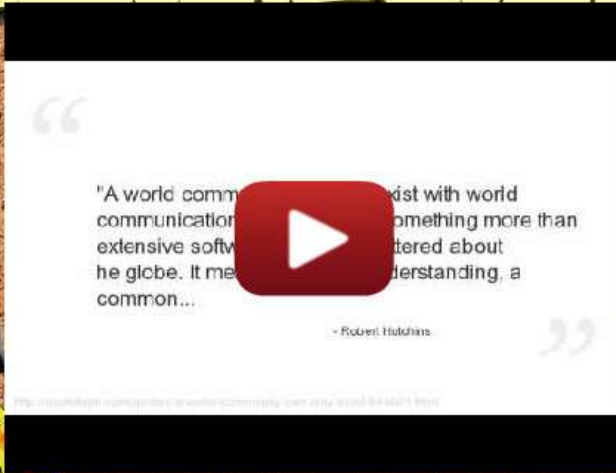 "A world comm xist with world
communication omething more than
extensive softw ttered about
he globe. It me derstanding, a
common...
- Robert Hutchins